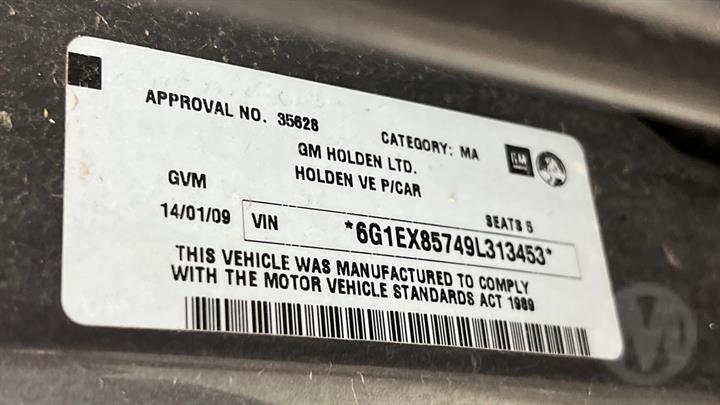 APPROVAL NO. 35628
CATEGORY: MA
GM
GM HOLDEN LTD.
HOLDEN VE P/CAR
GVM
SEATS 5
14/01/09
VIN *6G1EX85749L313453*
THIS VEHICLE WAS MANUFACTURED TO COMPLY
WITH THE MOTOR VEHICLE STANDARDS ACT 1989